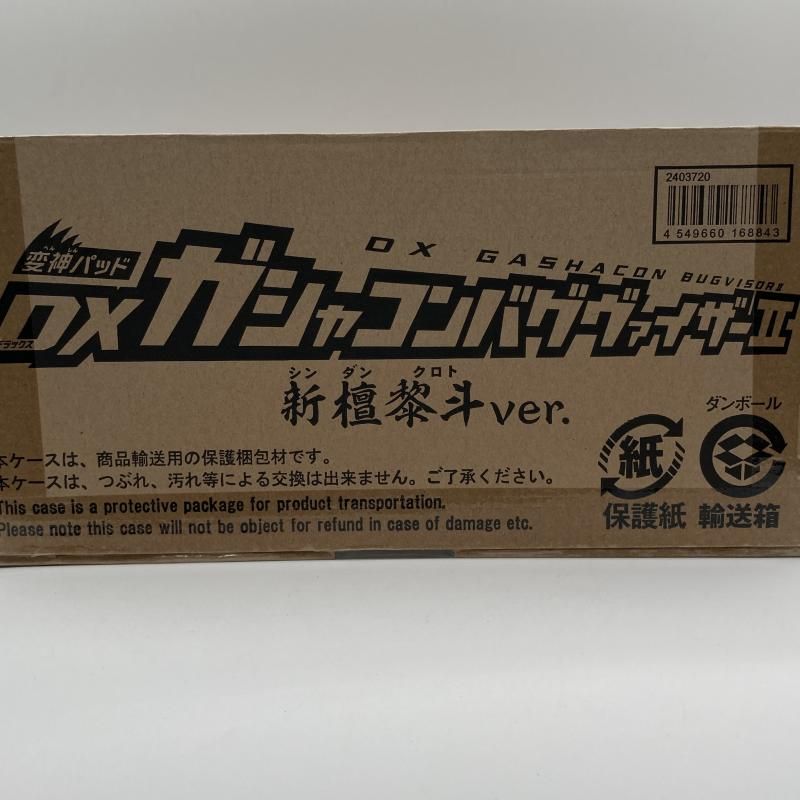 2403720
4 549660 168843
へん しん
変神パッド
DX GASHACON BUGVISORⅡ
デラックス
DXガシャコンバグヴァイザーⅡ
シン ダン クロト
新檀黎斗ver.
ダンボール
紙
保護紙 輸送箱
本ケースは、商品輸送用の保護梱包材です。
本ケースは、つぶれ、汚れ等による交換は出来ません。ご了承ください。
This case is a protective package for product transportation.
Please note this case will not be object for refund in case of damage etc.